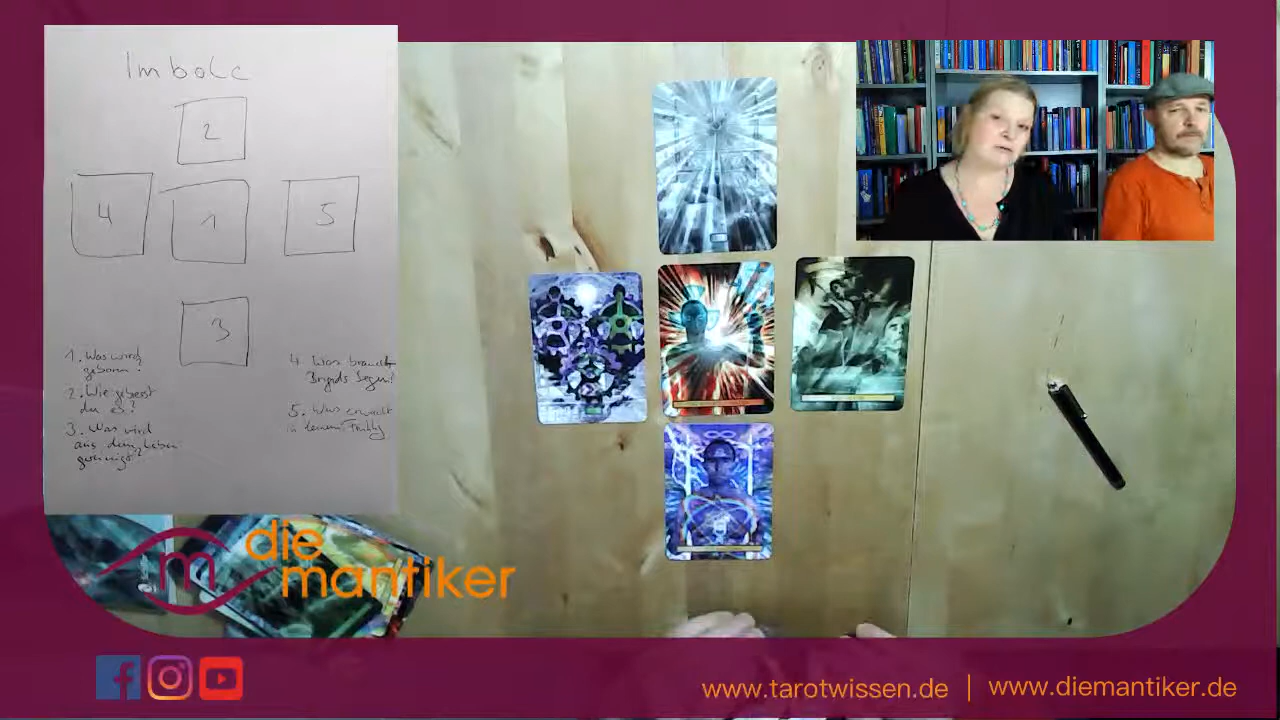 Imbolc
2
4
1
5
3
1. Was wird
geboren?
2. Wie gebierst
du es?
3. Was wird
aus dem Leben
gereinigt?
4. Was braucht
Brigids Segen?
5. Was erwacht
in deinem Frühling
die
mantiker
www.tarotwissen.de | www.diemantiker.de